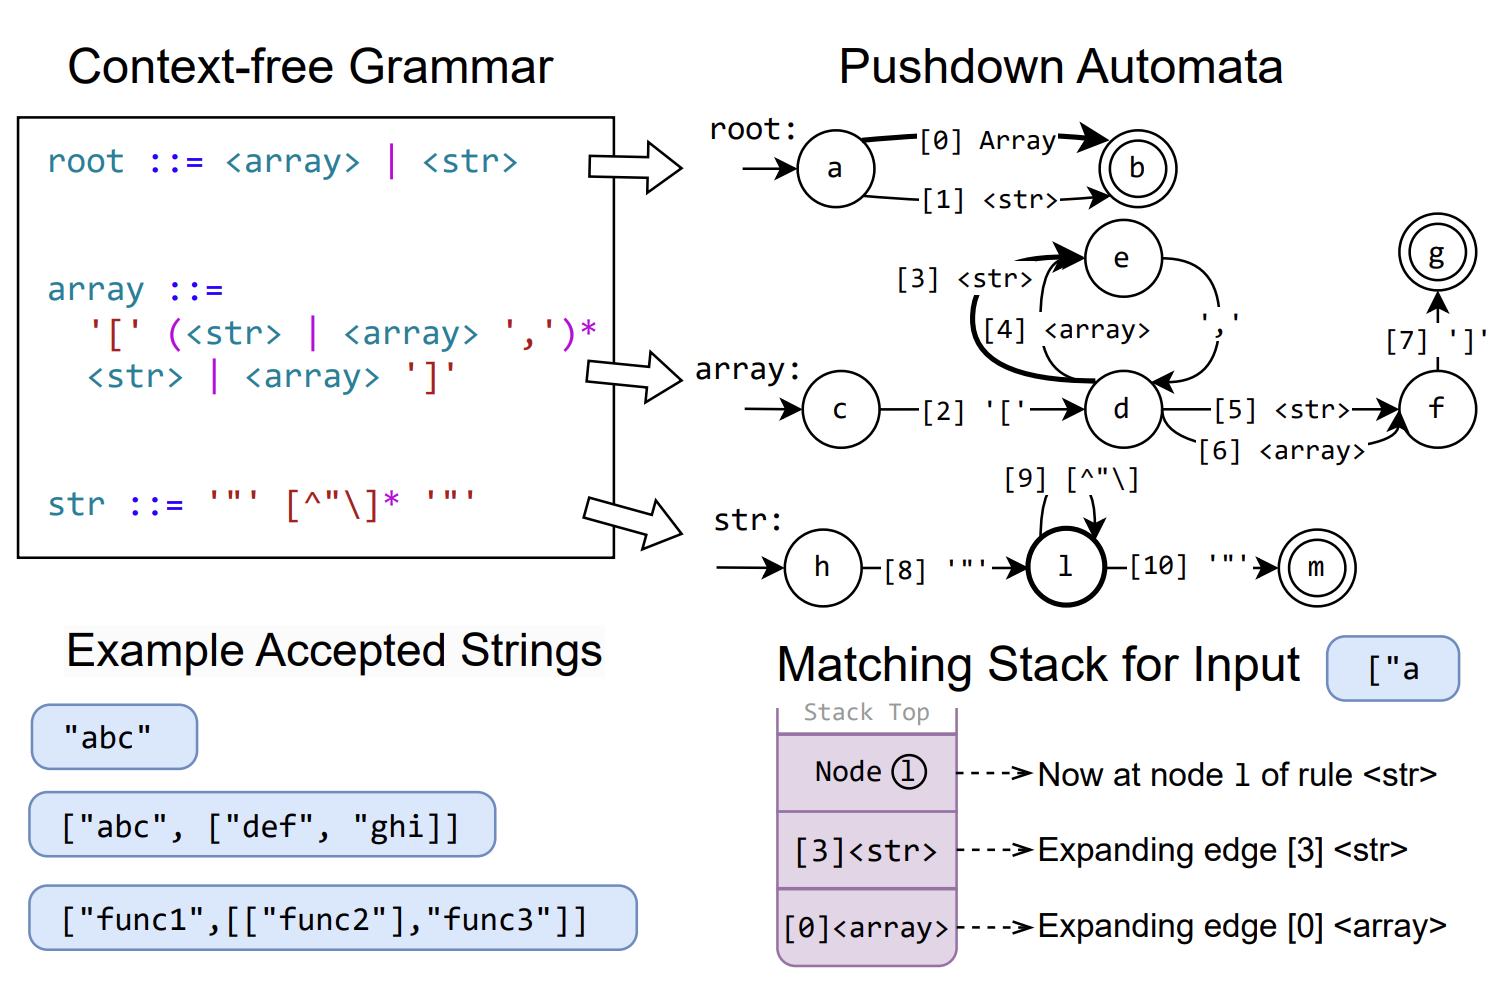 Context-free Grammar
root ::= <array> | <str>
array ::=
'[' (<str> | <array> ',')*
<str> | <array> ']'
str ::= '"' [^"\]* '"'
Pushdown Automata
root:
a
[0] Array
b
[1] <str>
e
g
[3] <str>
[4] <array>
','
[7] ']'
array:
c
[2] '['
d
[5] <str>
f
[6] <array>
[9] [^"\]
str:
h
[8] '"'
l
[10] '"'
m
Example Accepted Strings
"abc"
["abc", ["def", "ghi]]
["func1",[["func2"],"func3"]]
Matching Stack for Input ["a
Stack Top
Node l
Now at node l of rule <str>
[3]<str>
Expanding edge [3] <str>
[0]<array>
Expanding edge [0] <array>